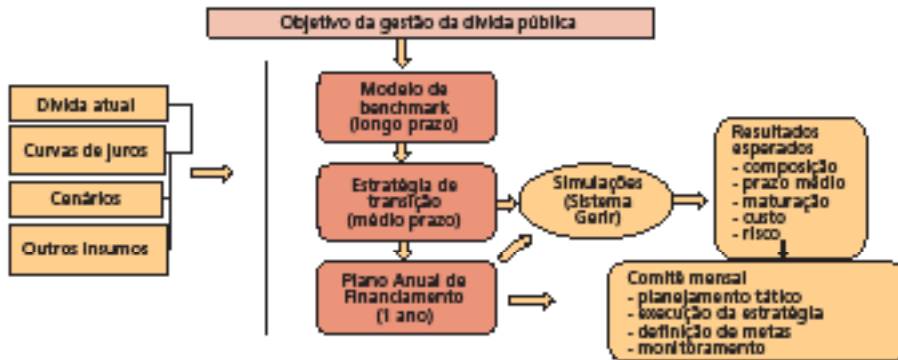 Objetivo da gestão da dívida pública
Dívida atual
Curvas de juros
Cenários
Outros insumos
Modelo de
benchmark
(longo prazo)
Estratégia de
transição
(médio prazo)
Plano Anual de
Financiamento
(1 ano)
Simulações
(Sistema
Gerir)
Resultados
esperados
- composição
- prazo médio
- maturação
- custo
- risco
Comitê mensal
- planejamento tático
- execução da estratégia
- definição de metas
- monitoramento